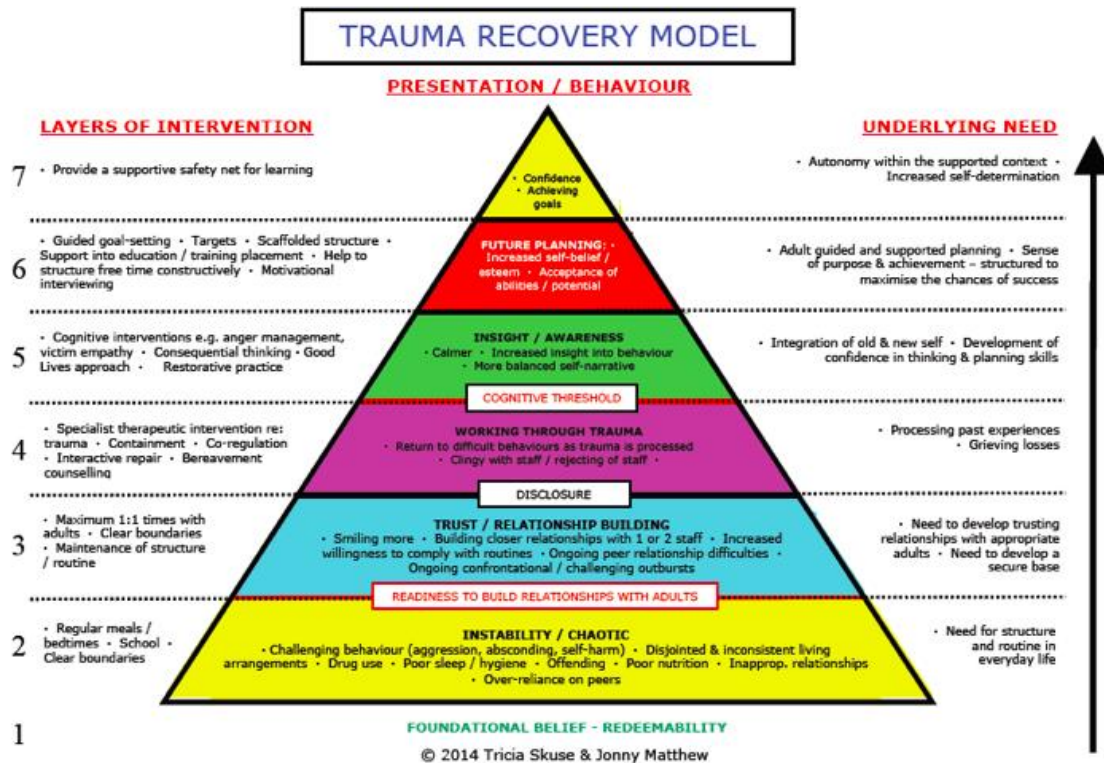 TRAUMA RECOVERY MODEL
PRESENTATION / BEHAVIOUR
LAYERS OF INTERVENTION
UNDERLYING NEED
7
· Provide a supportive safety net for learning
· Confidence
· Achieving
goals
· Autonomy within the supported context ·
Increased self-determination
6
· Guided goal-setting · Targets · Scaffolded structure ·
Support into education / training placement · Help to
structure free time constructively · Motivational
interviewing
FUTURE PLANNING: ·
Increased self-belief /
esteem · Acceptance of
abilities / potential
· Adult guided and supported planning · Sense
of purpose & achievement – structured to
maximise the chances of success
5
· Cognitive interventions e.g. anger management,
victim empathy · Consequential thinking · Good
Lives approach · Restorative practice
INSIGHT / AWARENESS
· Calmer · Increased insight into behaviour
· More balanced self-narrative
· Integration of old & new self · Development of
confidence in thinking & planning skills
COGNITIVE THRESHOLD
4
· Specialist therapeutic intervention re:
trauma · Containment · Co-regulation
· Interactive repair · Bereavement
counselling
WORKING THROUGH TRAUMA
· Return to difficult behaviours as trauma is processed
· Clingy with staff / rejecting of staff ·
· Processing past experiences
· Grieving losses
DISCLOSURE
3
· Maximum 1:1 times with
adults · Clear boundaries
· Maintenance of structure
/ routine
TRUST / RELATIONSHIP BUILDING
· Smiling more · Building closer relationships with 1 or 2 staff · Increased
willingness to comply with routines · Ongoing peer relationship difficulties ·
Ongoing confrontational / challenging outbursts
· Need to develop trusting
relationships with appropriate
adults · Need to develop a
secure base
READINESS TO BUILD RELATIONSHIPS WITH ADULTS
2
· Regular meals /
bedtimes · School ·
Clear boundaries
INSTABILITY / CHAOTIC
· Challenging behaviour (aggression, absconding, self-harm) · Disjointed & inconsistent living
arrangements · Drug use · Poor sleep / hygiene · Offending · Poor nutrition · Inapprop. relationships
· Over-reliance on peers
· Need for structure
and routine in
everyday life
1
FOUNDATIONAL BELIEF - REDEEMABILITY
© 2014 Tricia Skuse & Jonny Matthew